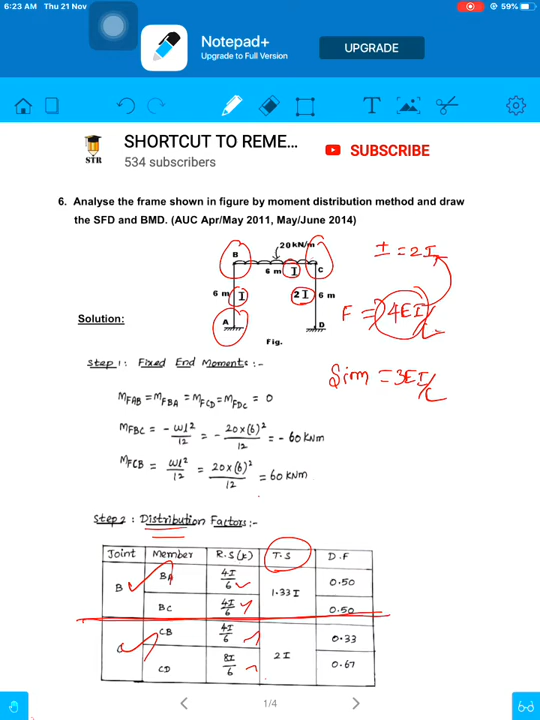 6:23 AM Thu 21 Nov
59%
Notepad+
Upgrade to Full Version
UPGRADE
T
STR
SHORTCUT TO REME...
534 subscribers
SUBSCRIBE
6. Analyse the frame shown in figure by moment distribution method and draw
the SFD and BMD. (AUC Apr/May 2011, May/June 2014)
20kN/m
B
C
6 m I
6 m I
2 I 6 m
A
D
Fig.
I = 2I
F = 4EI/L
Sim = 3EI/L
Solution:
Step 1: Fixed End Moments:-
MFAB = MFBA = MFCD = MFDC = 0
MFBC = - wl²/12 = - 20×(6)²/12 = - 60 kNm
MFCB = wl²/12 = 20×(6)²/12 = 60 kNm
Step 2: Distribution Factors:-
Joint Member R.S (k) T.S D.F
B BA 4I/6 1.33 I 0.50
BC 4I/6 0.50
C CB 4I/6 2 I 0.33
CD 8I/6 0.67
1/4